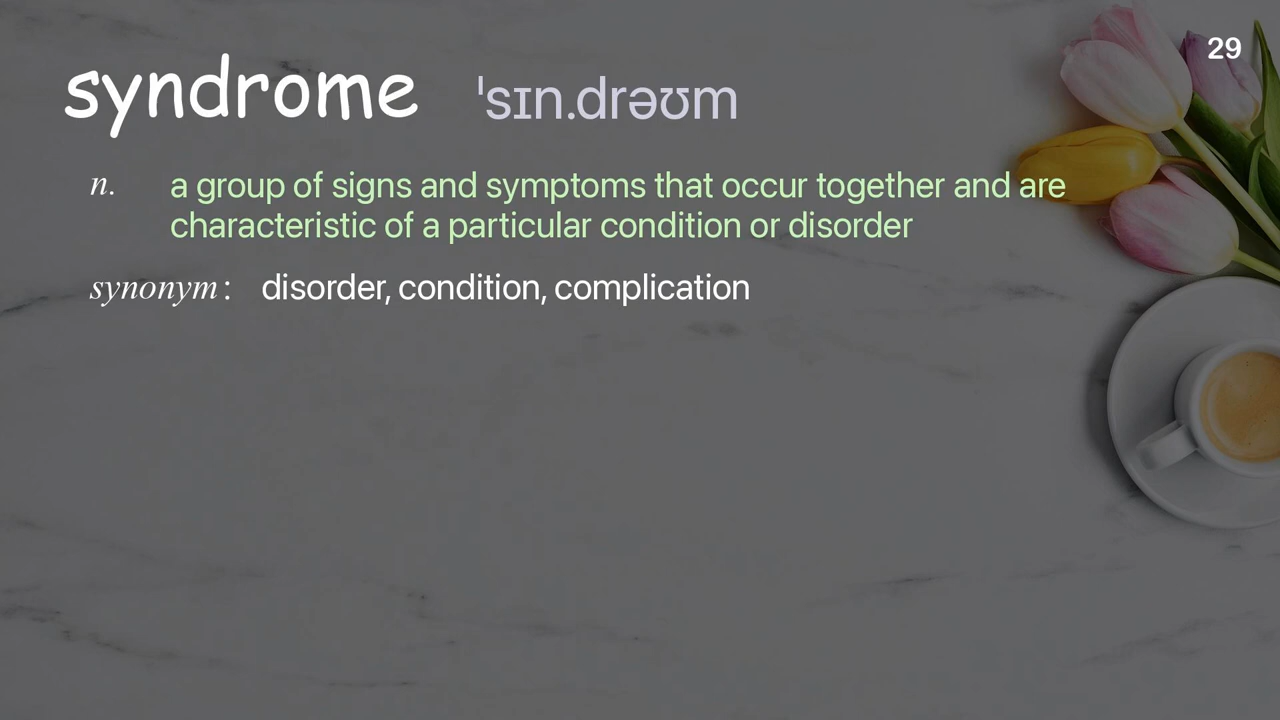 29
syndrome ˈsɪn.drəʊm
n. a group of signs and symptoms that occur together and are
characteristic of a particular condition or disorder
synonym: disorder, condition, complication